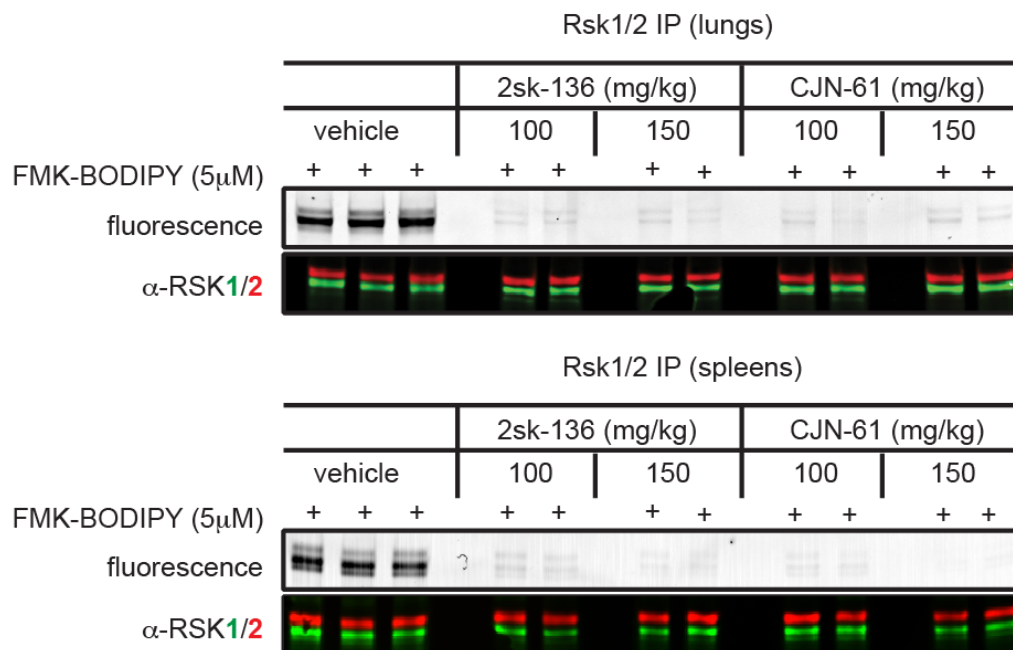 Rsk1/2 IP (lungs)
2sk-136 (mg/kg) CJN-61 (mg/kg)
vehicle 100 150 100 150
FMK-BODIPY (5μM) + + + + + + + + + + +
fluorescence
α-RSK1/2
Rsk1/2 IP (spleens)
2sk-136 (mg/kg) CJN-61 (mg/kg)
vehicle 100 150 100 150
FMK-BODIPY (5μM) + + + + + + + + + + +
fluorescence
α-RSK1/2